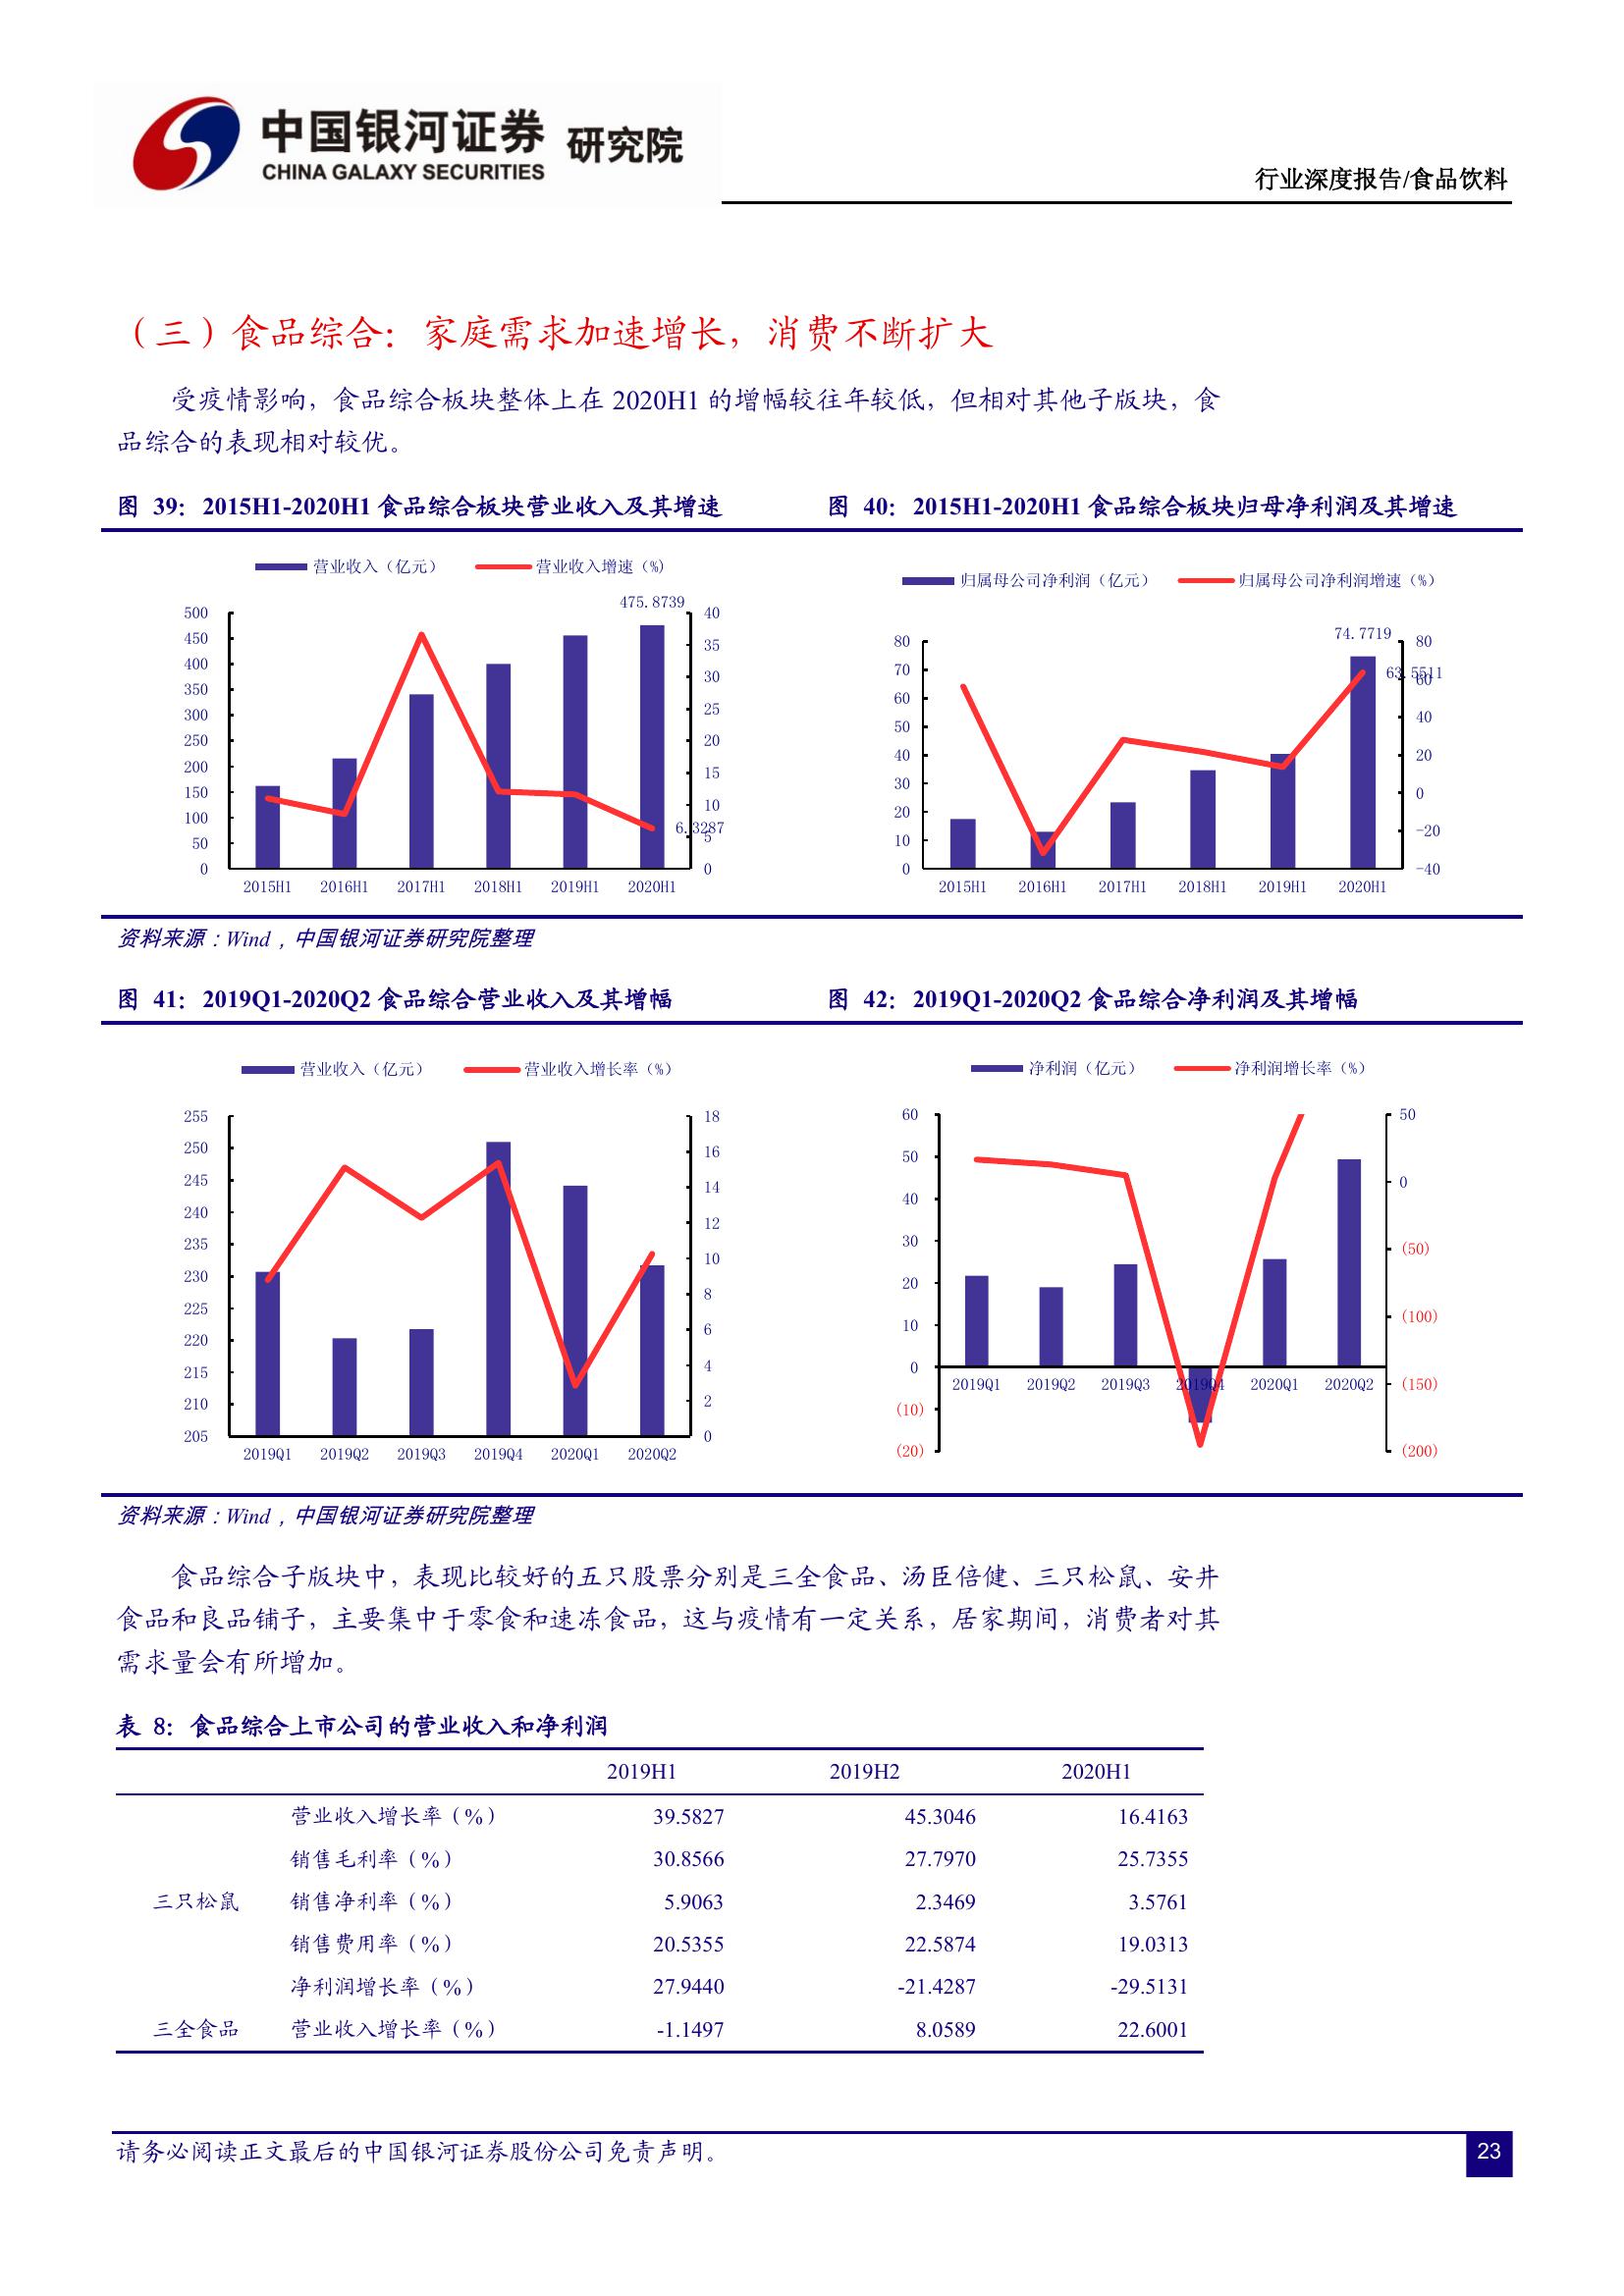 中国银河证券 研究院
CHINA GALAXY SECURITIES
行业深度报告/食品饮料
（三）食品综合：家庭需求加速增长，消费不断扩大
受疫情影响，食品综合板块整体上在 2020H1 的增幅较往年较低，但相对其他子版块，食
品综合的表现相对较优。
图 39：2015H1-2020H1 食品综合板块营业收入及其增速
营业收入（亿元） 营业收入增速（%)
475.8739
500
450
400
350
300
250
200
150
100
50
0
40
35
30
25
20
15
10
5
0
6.3287
2015H1 2016H1 2017H1 2018H1 2019H1 2020H1
图 40：2015H1-2020H1 食品综合板块归母净利润及其增速
归属母公司净利润（亿元） 归属母公司净利润增速（%）
74.7719
80
70
60
50
40
30
20
10
0
80
60
40
20
0
-20
-40
63.5511
2015H1 2016H1 2017H1 2018H1 2019H1 2020H1
资料来源：Wind，中国银河证券研究院整理
图 41：2019Q1-2020Q2 食品综合营业收入及其增幅
营业收入（亿元） 营业收入增长率（%）
255
250
245
240
235
230
225
220
215
210
205
18
16
14
12
10
8
6
4
2
0
2019Q1 2019Q2 2019Q3 2019Q4 2020Q1 2020Q2
图 42：2019Q1-2020Q2 食品综合净利润及其增幅
净利润（亿元） 净利润增长率（%）
60
50
40
30
20
10
0
(10)
(20)
50
0
(50)
(100)
(150)
(200)
2019Q1 2019Q2 2019Q3 2019Q4 2020Q1 2020Q2
资料来源：Wind，中国银河证券研究院整理
食品综合子版块中，表现比较好的五只股票分别是三全食品、汤臣倍健、三只松鼠、安井
食品和良品铺子，主要集中于零食和速冻食品，这与疫情有一定关系，居家期间，消费者对其
需求量会有所增加。
表 8：食品综合上市公司的营业收入和净利润
2019H1 2019H2 2020H1
营业收入增长率（%） 39.5827 45.3046 16.4163
销售毛利率（%） 30.8566 27.7970 25.7355
三只松鼠 销售净利率（%） 5.9063 2.3469 3.5761
销售费用率（%） 20.5355 22.5874 19.0313
净利润增长率（%） 27.9440 -21.4287 -29.5131
三全食品 营业收入增长率（%） -1.1497 8.0589 22.6001
请务必阅读正文最后的中国银河证券股份公司免责声明。
23